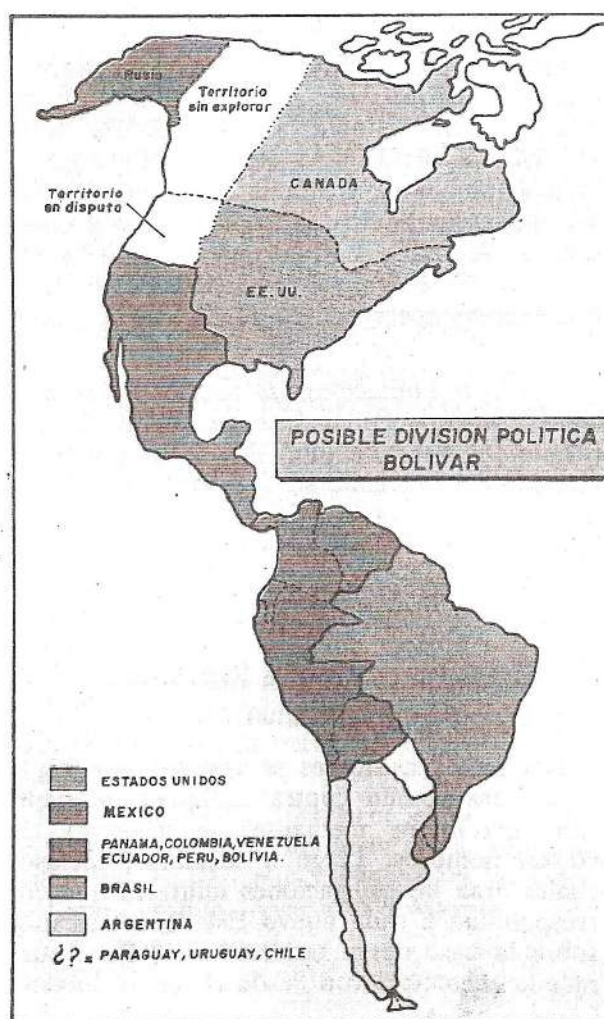 Rusia
Territorio
sin explorar
CANADA
Territorio
en disputa
EE.UU.
POSIBLE DIVISION POLITICA
BOLIVAR
ESTADOS UNIDOS
MEXICO
PANAMA, COLOMBIA, VENEZUELA
ECUADOR, PERU, BOLIVIA.
BRASIL
ARGENTINA
¿? = PARAGUAY, URUGUAY, CHILE